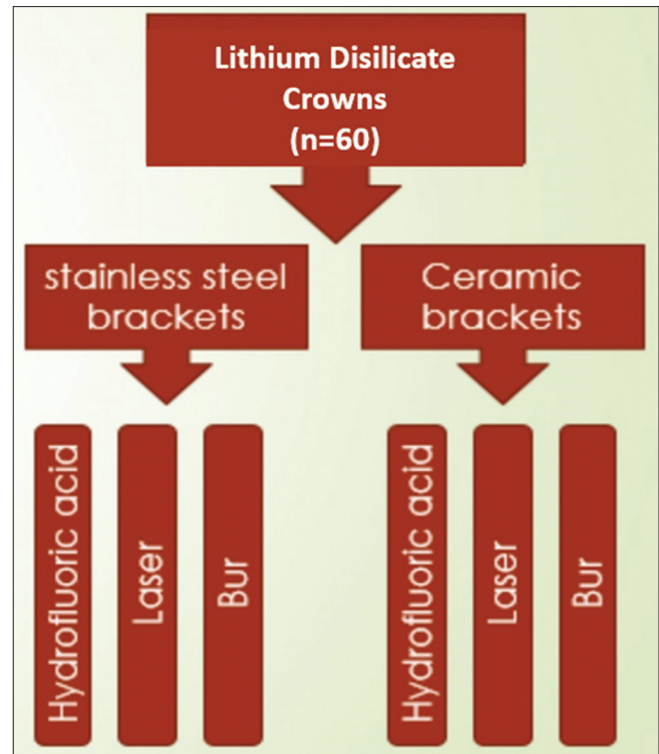 Lithium Disilicate
Crowns
(n=60)
stainless steel
brackets
Ceramic
brackets
Hydrofluoric acid
Laser
Bur
Hydrofluoric acid
Laser
Bur